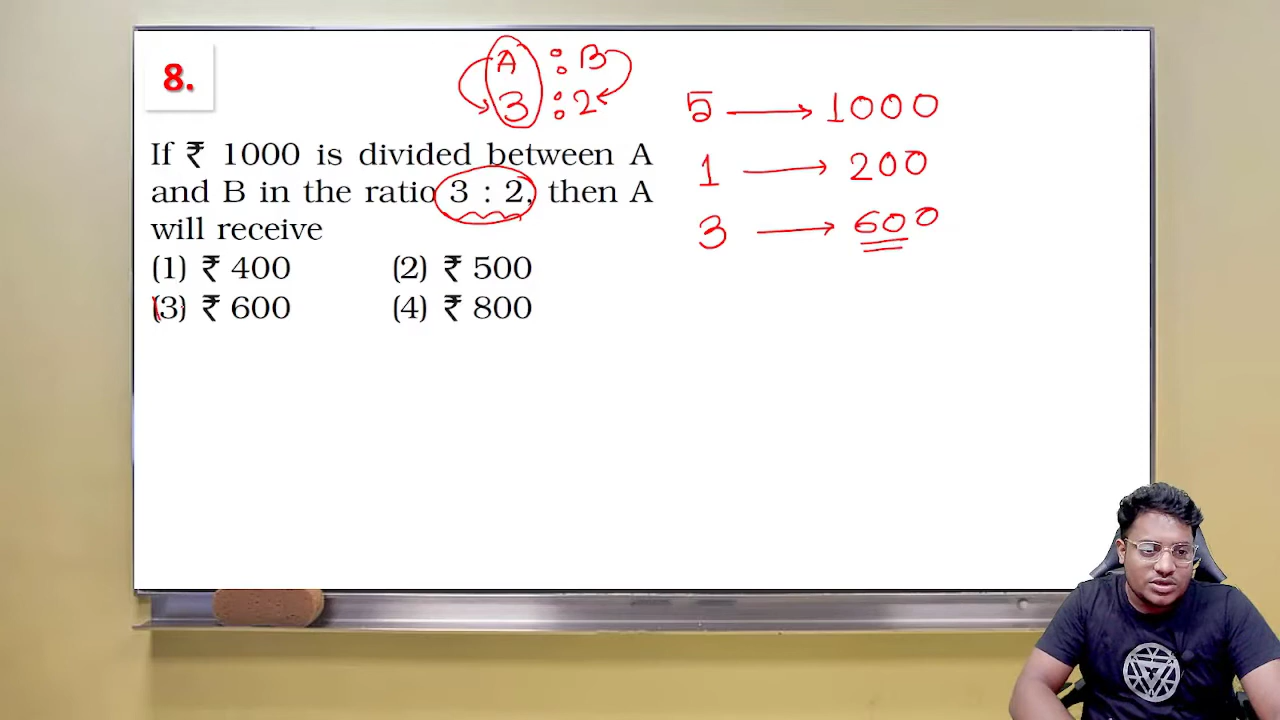 8.
A : B
3 : 2
If ₹ 1000 is divided between A
and B in the ratio 3 : 2, then A
will receive
(1) ₹ 400 (2) ₹ 500
(3) ₹ 600 (4) ₹ 800
5 → 1000
1 → 200
3 → 600